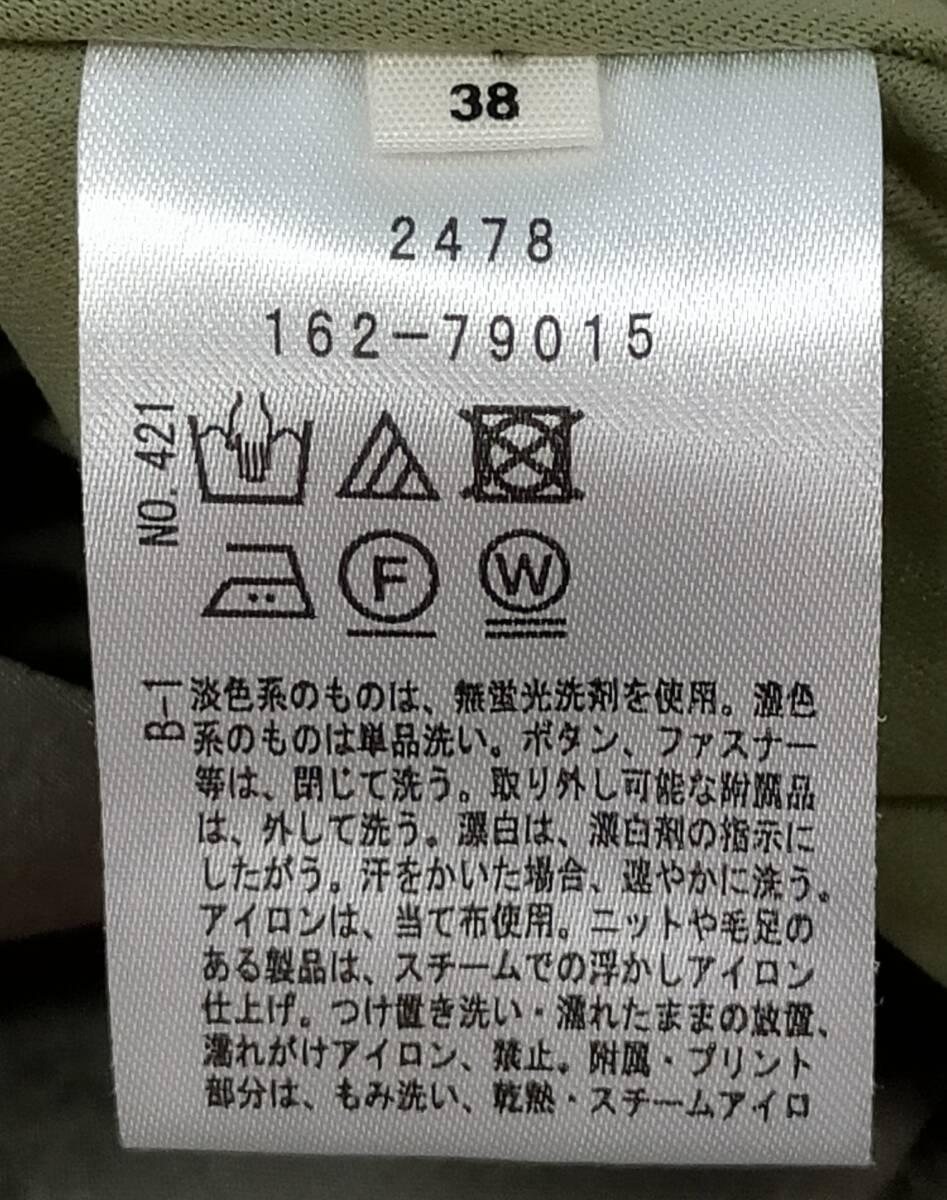 38
2478
162-79015
NO. 421
F
W
B-1
淡色系のものは、無蛍光洗剤を使用。濃色
系のものは単品洗い。ボタン、ファスナー
等は、閉じて洗う。取り外し可能な附属品
は、外して洗う。漂白は、漂白剤の指示に
したがう。汗をかいた場合、速やかに洗う。
アイロンは、当て布使用。ニットや毛足の
ある製品は、スチームでの浮かしアイロン
仕上げ。つけ置き洗い・濡れたままの放置、
濡れがけアイロン、禁止。附属・プリント
部分は、もみ洗い、乾熱・スチームアイロ